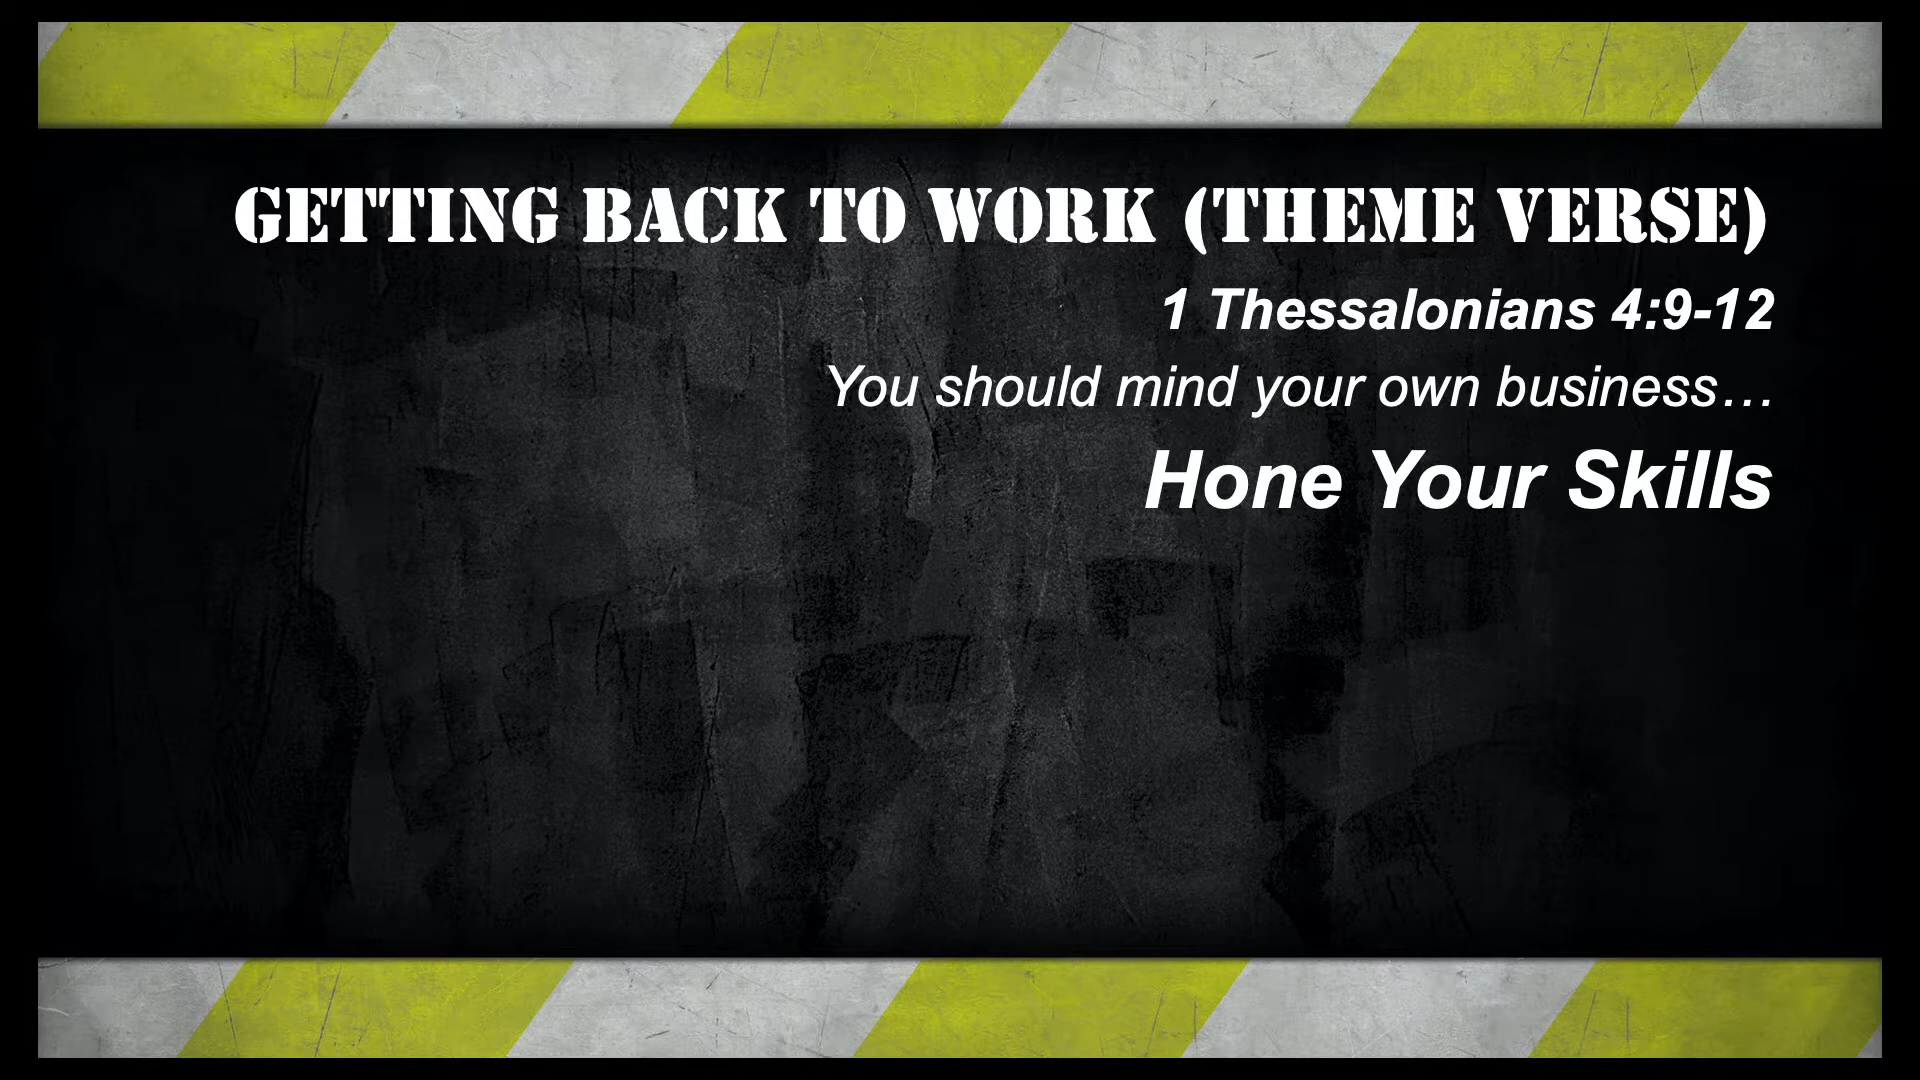 GETTING BACK TO WORK (THEME VERSE)
1 Thessalonians 4:9-12
You should mind your own business…
Hone Your Skills